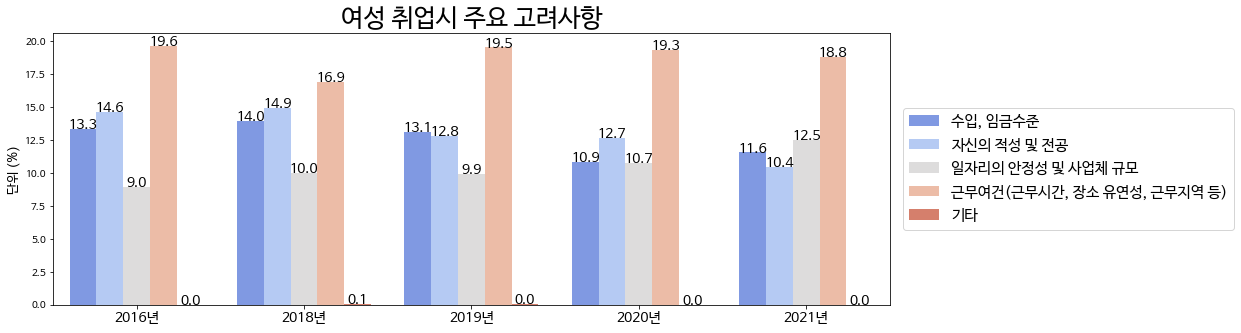 여성 취업시 주요 고려사항
단위 (%)
20.0
17.5
15.0
12.5
10.0
7.5
5.0
2.5
0.0
13.3 14.6 9.0 19.6 0.0
14.0 14.9 10.0 16.9 0.1
13.1 12.8 9.9 19.5 0.0
10.9 12.7 10.7 19.3 0.0
11.6 10.4 12.5 18.8 0.0
2016년 2018년 2019년 2020년 2021년
수입, 임금수준
자신의 적성 및 전공
일자리의 안정성 및 사업체 규모
근무여건(근무시간, 장소 유연성, 근무지역 등)
기타